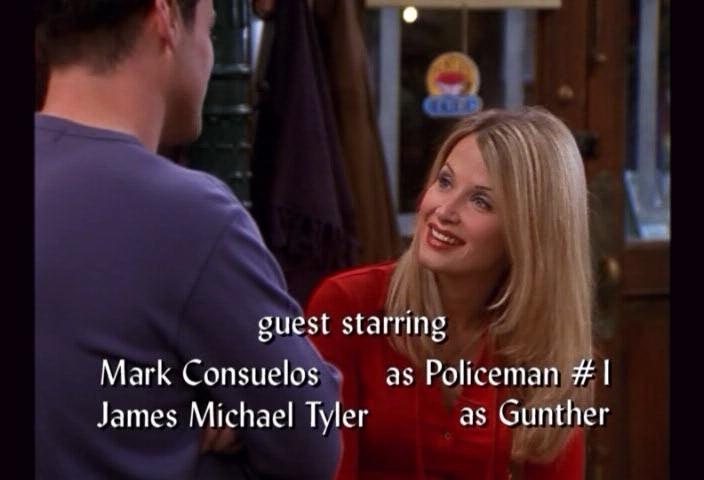 guest starring
Mark Consuelos as Policeman #1
James Michael Tyler as Gunther